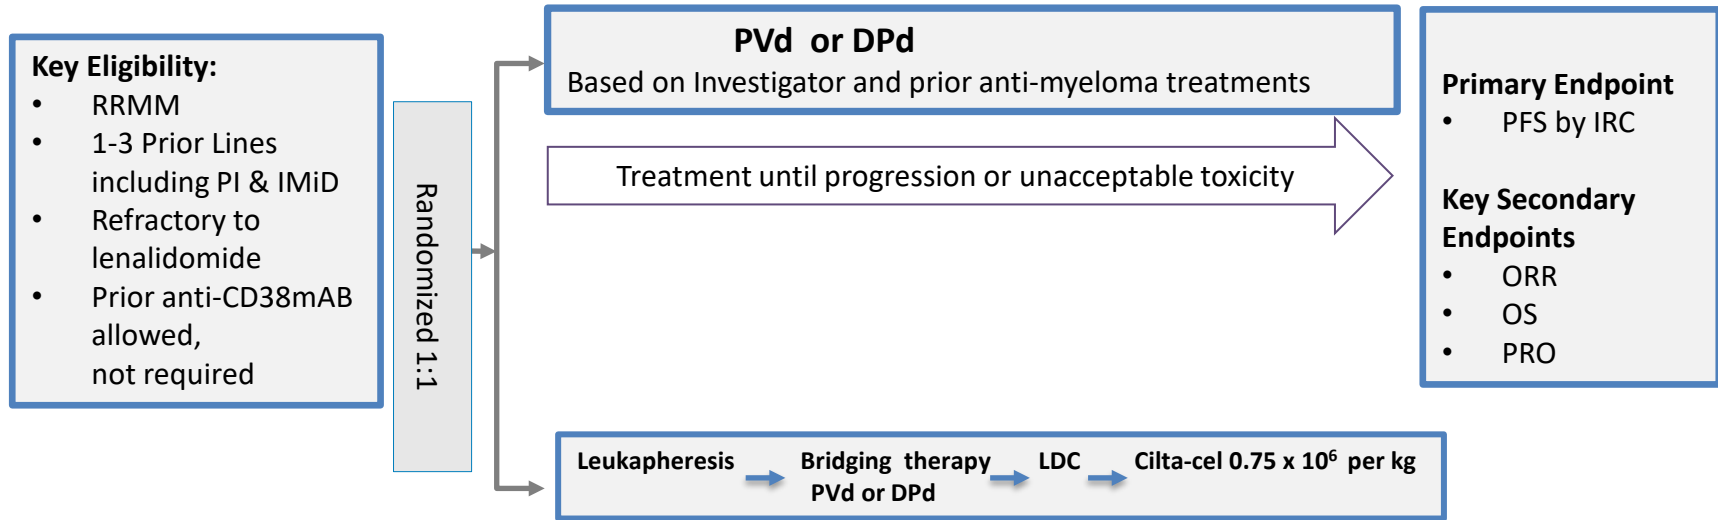 Key Eligibility:
• RRMM
• 1-3 Prior Lines
including PI & IMiD
• Refractory to
lenalidomide
• Prior anti-CD38mAB
allowed,
not required
Randomized 1:1
PVd or DPd
Based on Investigator and prior anti-myeloma treatments
Treatment until progression or unacceptable toxicity
Leukapheresis
Bridging therapy
PVd or DPd
LDC
Cilta-cel 0.75 x 10⁶ per kg
Primary Endpoint
• PFS by IRC
Key Secondary
Endpoints
• ORR
• OS
• PRO